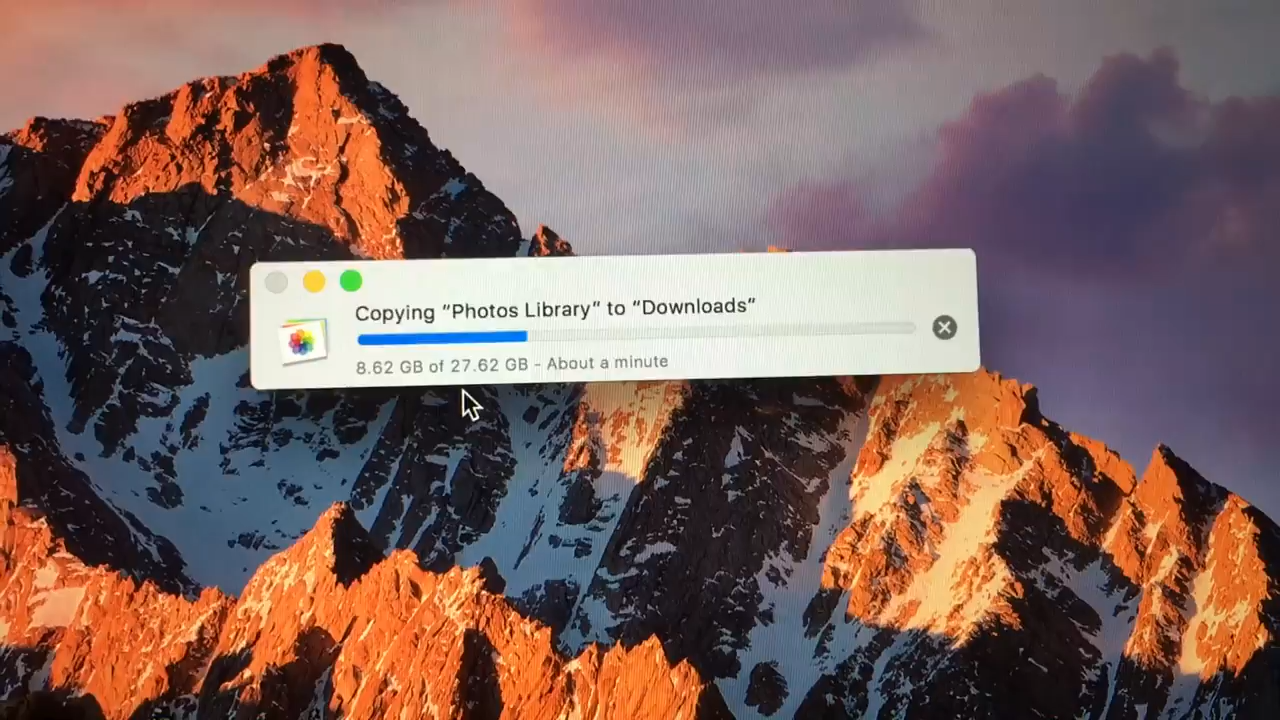 Copying “Photos Library” to “Downloads”
8.62 GB of 27.62 GB - About a minute